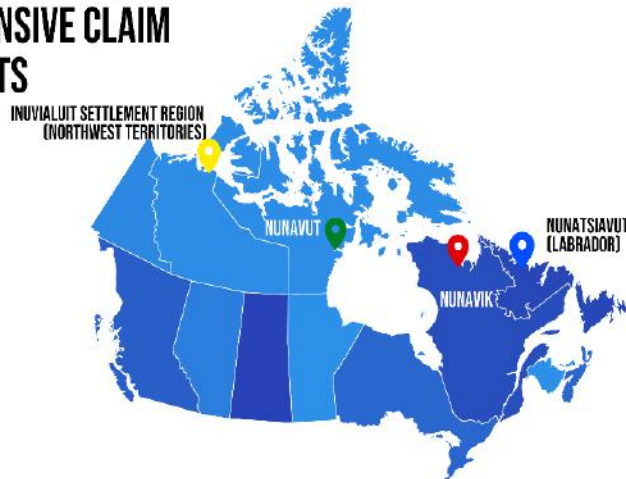 NSIVE CLAIM
TS
INUVIALUIT SETTLEMENT REGION
(NORTHWEST TERRITORIES)
NUNAVUT
NUNATSIAVUT
(LABRADOR)
NUNAVIK